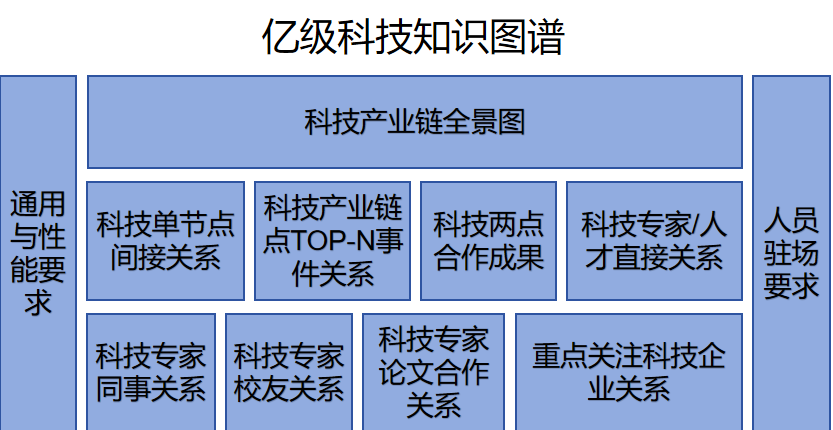 亿级科技知识图谱
科技产业链全景图
通用
与性
能要
求
科技单节点
间接关系
科技产业链
点TOP-N事
件关系
科技两点
合作成果
科技专家/人
才直接关系
人员
驻场
要求
科技专家
同事关系
科技专家
校友关系
科技专家
论文合作
关系
重点关注科技企
业关系